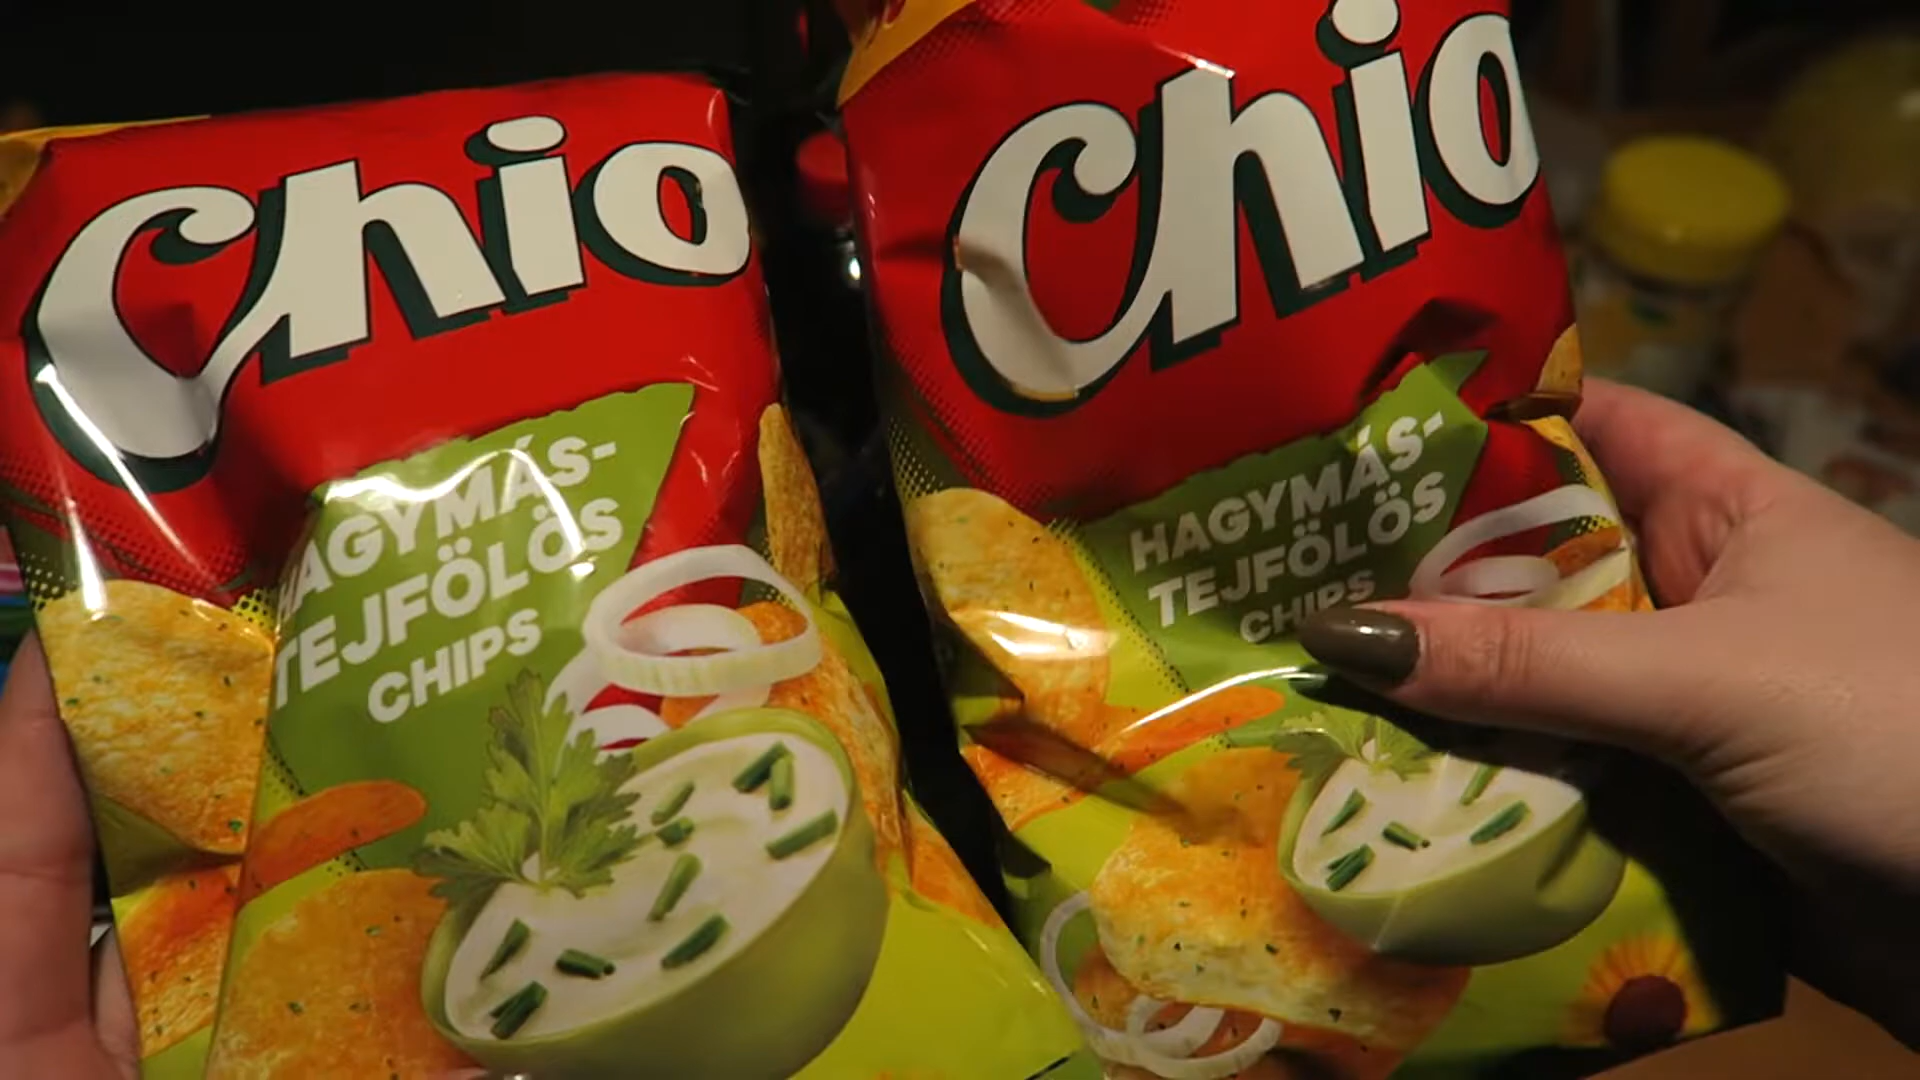 Chio
HAGYMÁS-
TEJFÖLÖS
CHIPS
Chio
HAGYMÁS-
TEJFÖLÖS
CHIPS